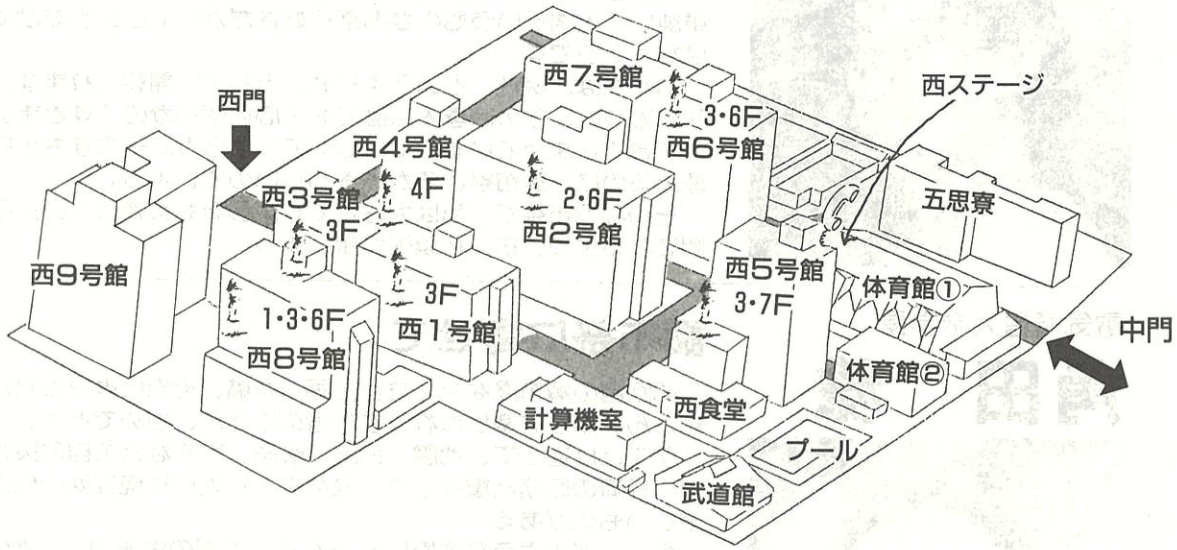 西7号館
西ステージ
西門
3・6F
西6号館
西4号館
4F
2・6F
西2号館
五思寮
西3号館
3F
西5号館
3・7F
西9号館
体育館①
3F
西1号館
1・3・6F
西8号館
中門
体育館②
西食堂
計算機室
プール
武道館